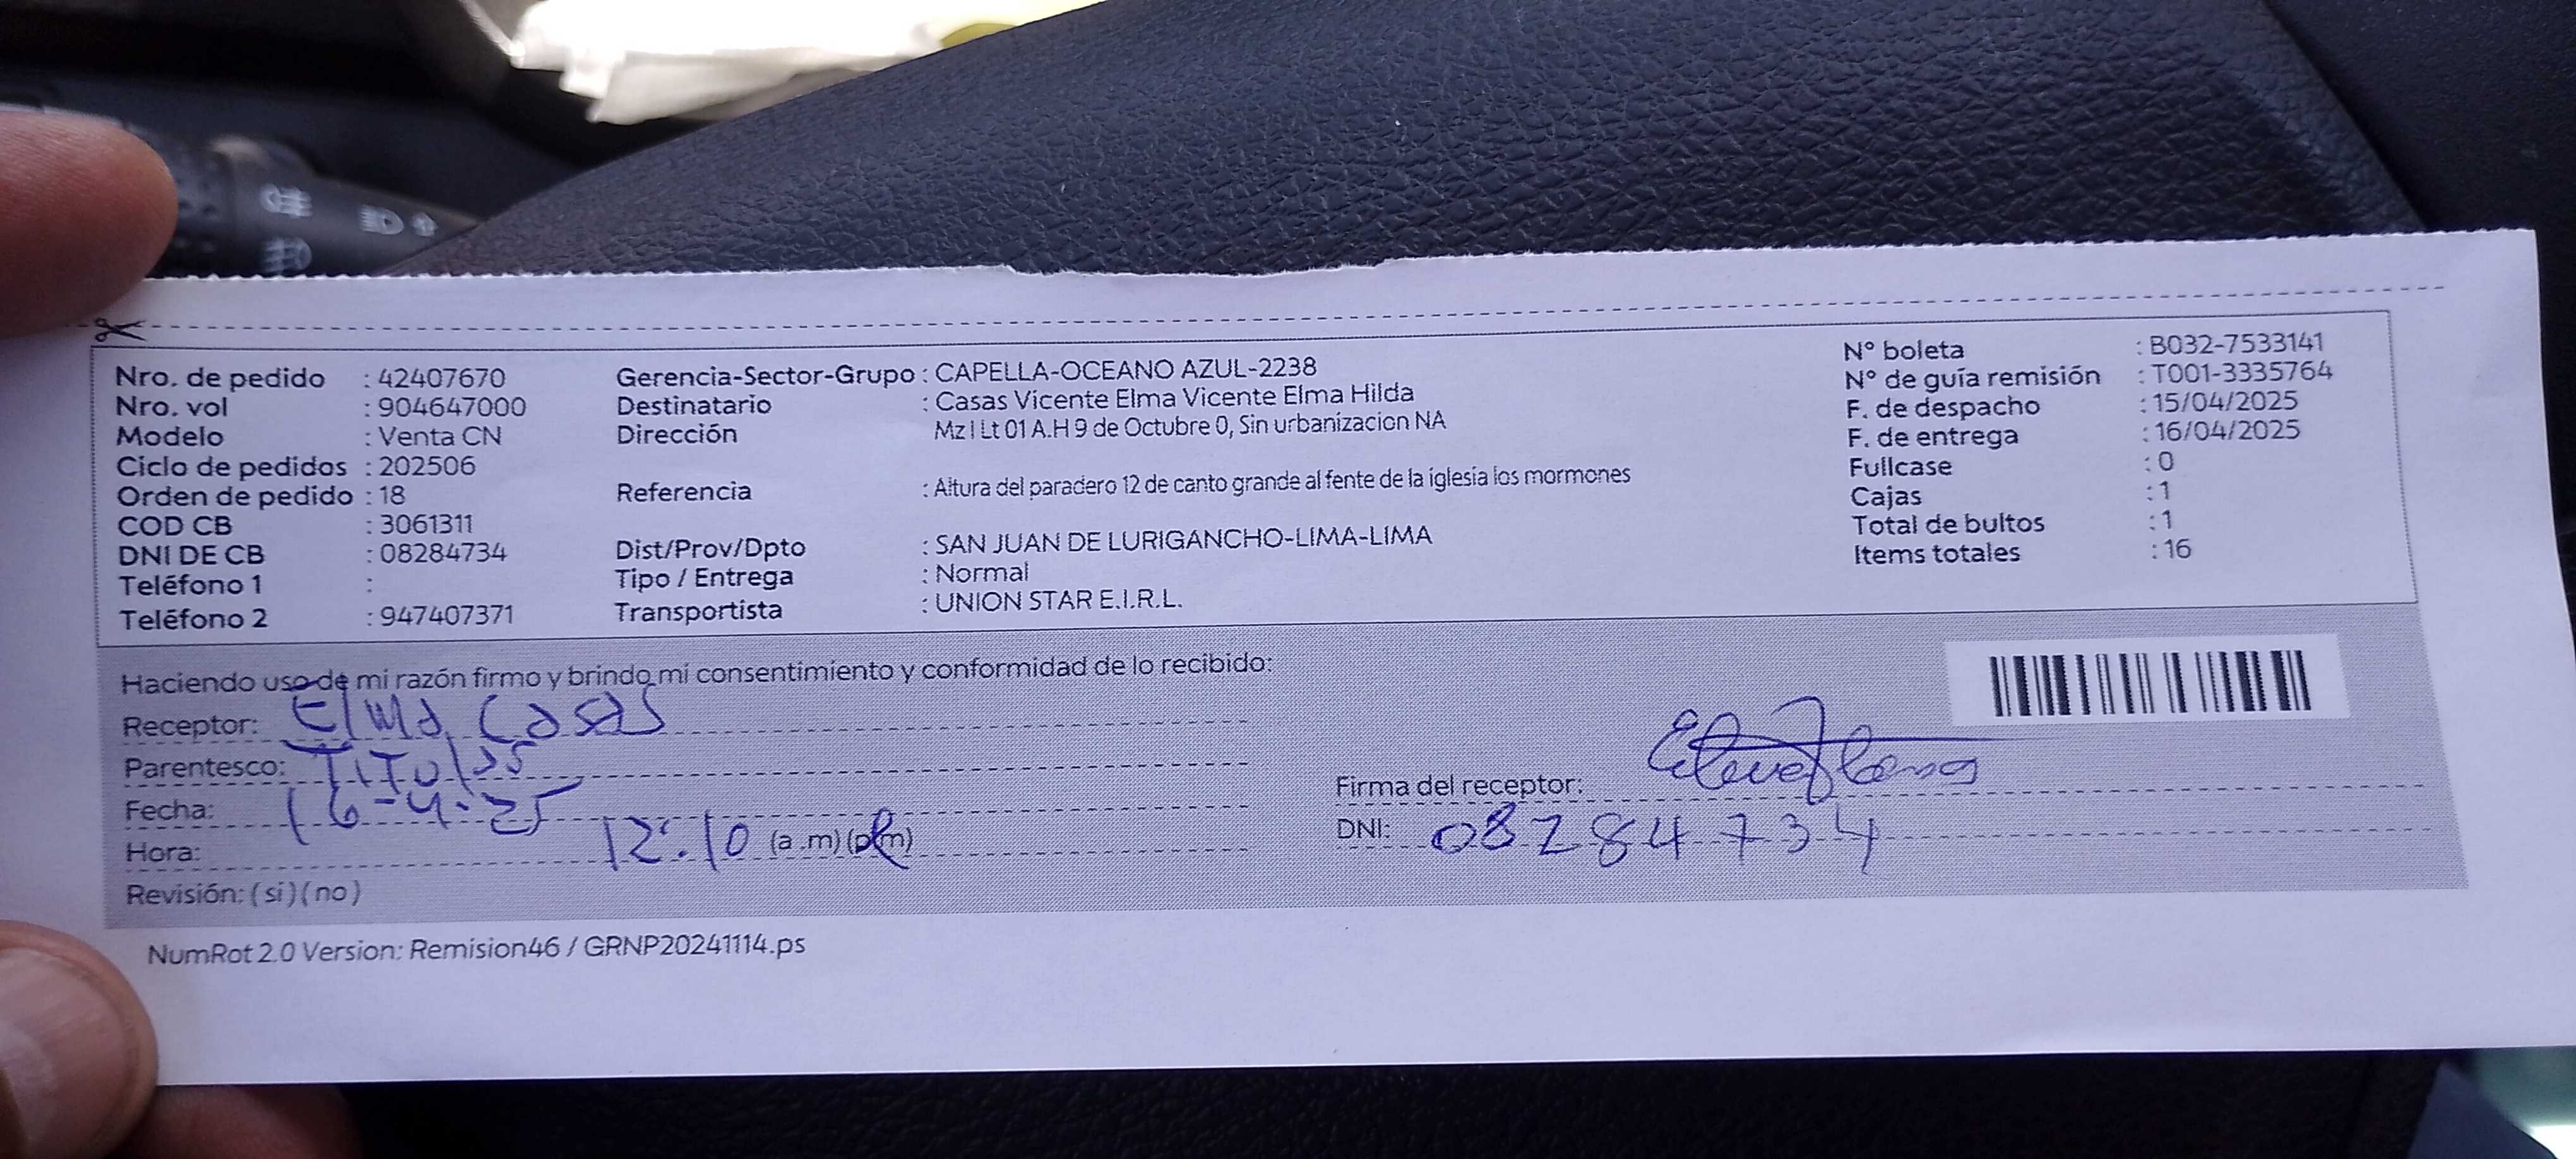 Nro. de pedido : 42407670
Nro. vol : 904647000
Modelo : Venta CN
Ciclo de pedidos : 202506
Orden de pedido : 18
COD CB : 3061311
DNI DE CB : 08284734
Teléfono 1 :
Teléfono 2 : 947407371
Gerencia-Sector-Grupo : CAPELLA-OCEANO AZUL-2238
Destinatario : Casas Vicente Elma Vicente Elma Hilda
Dirección Mz I Lt 01 A.H 9 de Octubre 0, Sin urbanizacion NA
Referencia : Altura del paradero 12 de canto grande al fente de la iglesia los mormones
Dist/Prov/Dpto : SAN JUAN DE LURIGANCHO-LIMA-LIMA
Tipo / Entrega : Normal
Transportista : UNION STAR E.I.R.L.
N° boleta : B032-7533141
N° de guía remisión : T001-3335764
F. de despacho : 15/04/2025
F. de entrega : 16/04/2025
Fullcase : 0
Cajas : 1
Total de bultos : 1
Items totales : 16
Haciendo uso de mi razón firmo y brindo mi consentimiento y conformidad de lo recibido:
Receptor: Elma Casas
Parentesco:
Fecha: 16-4-25
Hora: 12:10 (a .m) (p.m)
Revisión: ( si ) ( no )
Firma del receptor:
DNI: 08284734
NumRot 2.0 Version: Remision46 / GRNP20241114.ps